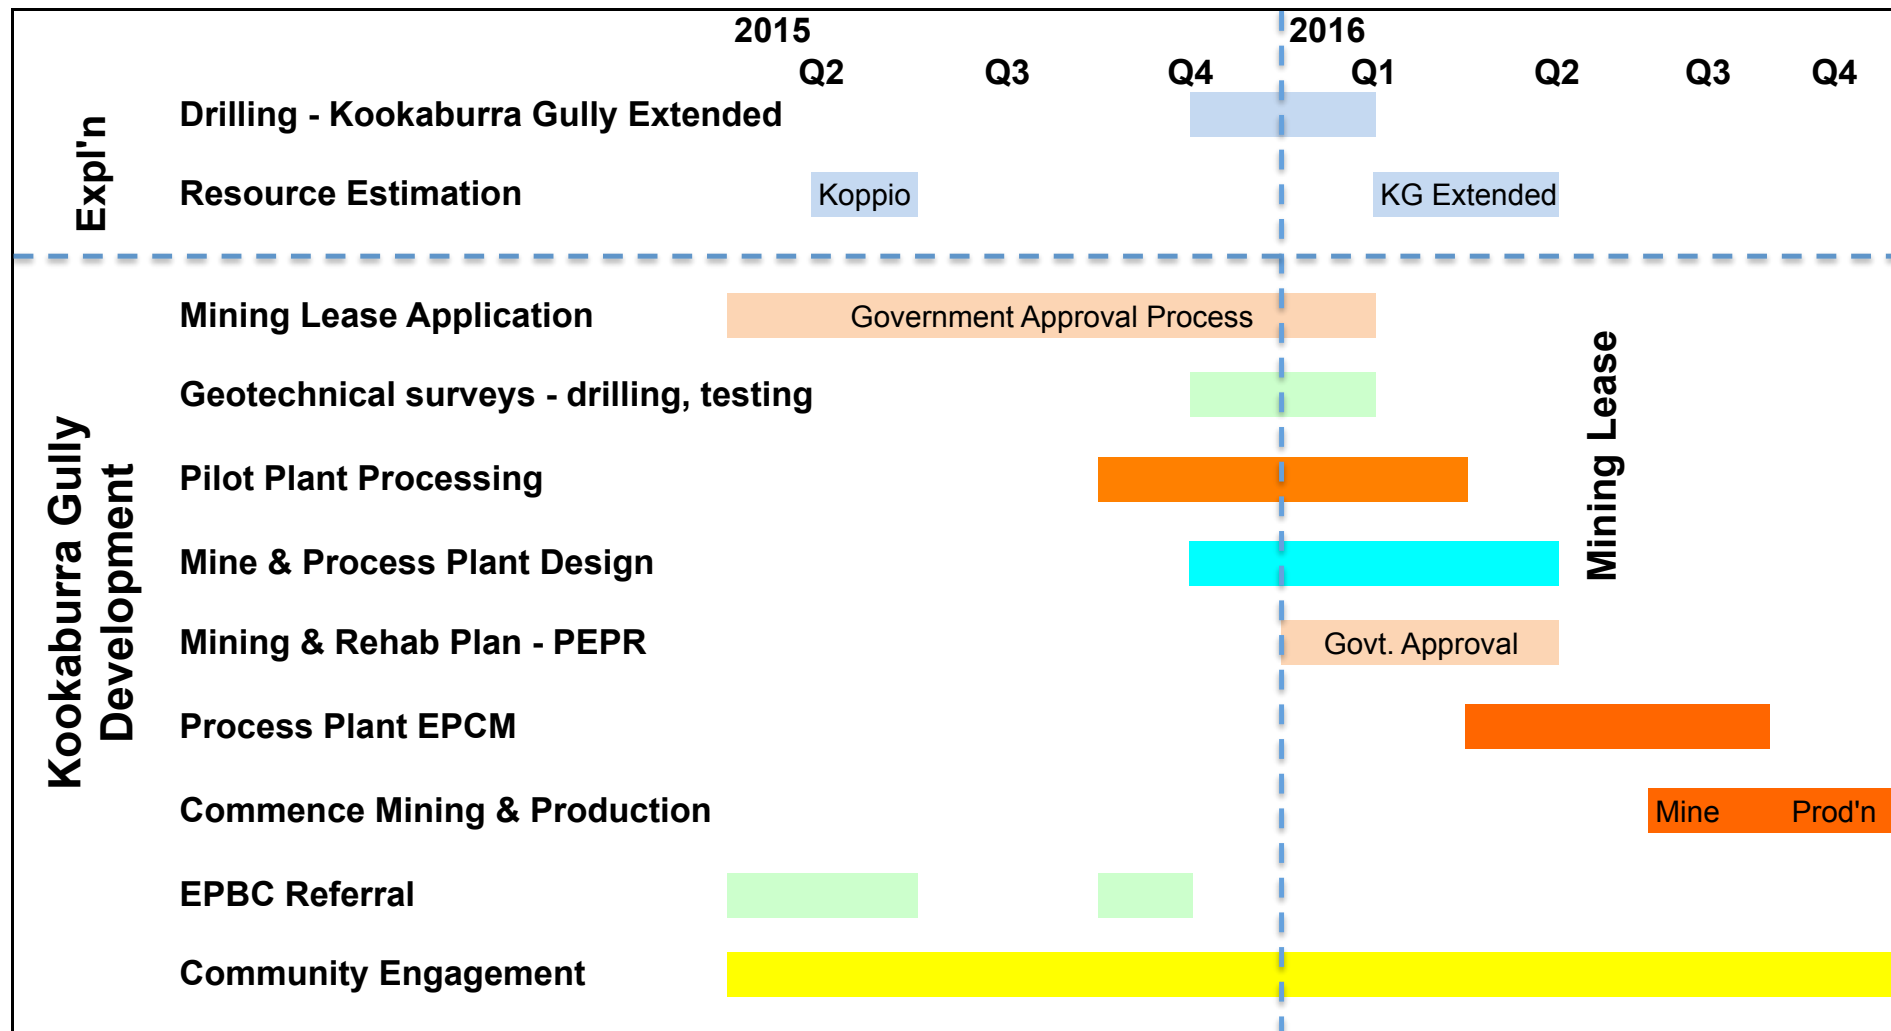 2015 2016
Q2 Q3 Q4 Q1 Q2 Q3 Q4
Expl'n
Drilling - Kookaburra Gully Extended
Resource Estimation Koppio KG Extended
Kookaburra Gully
Development
Mining Lease Application Government Approval Process
Mining Lease
Geotechnical surveys - drilling, testing
Pilot Plant Processing
Mine & Process Plant Design
Mining & Rehab Plan - PEPR Govt. Approval
Process Plant EPCM
Commence Mining & Production Mine Prod'n
EPBC Referral
Community Engagement